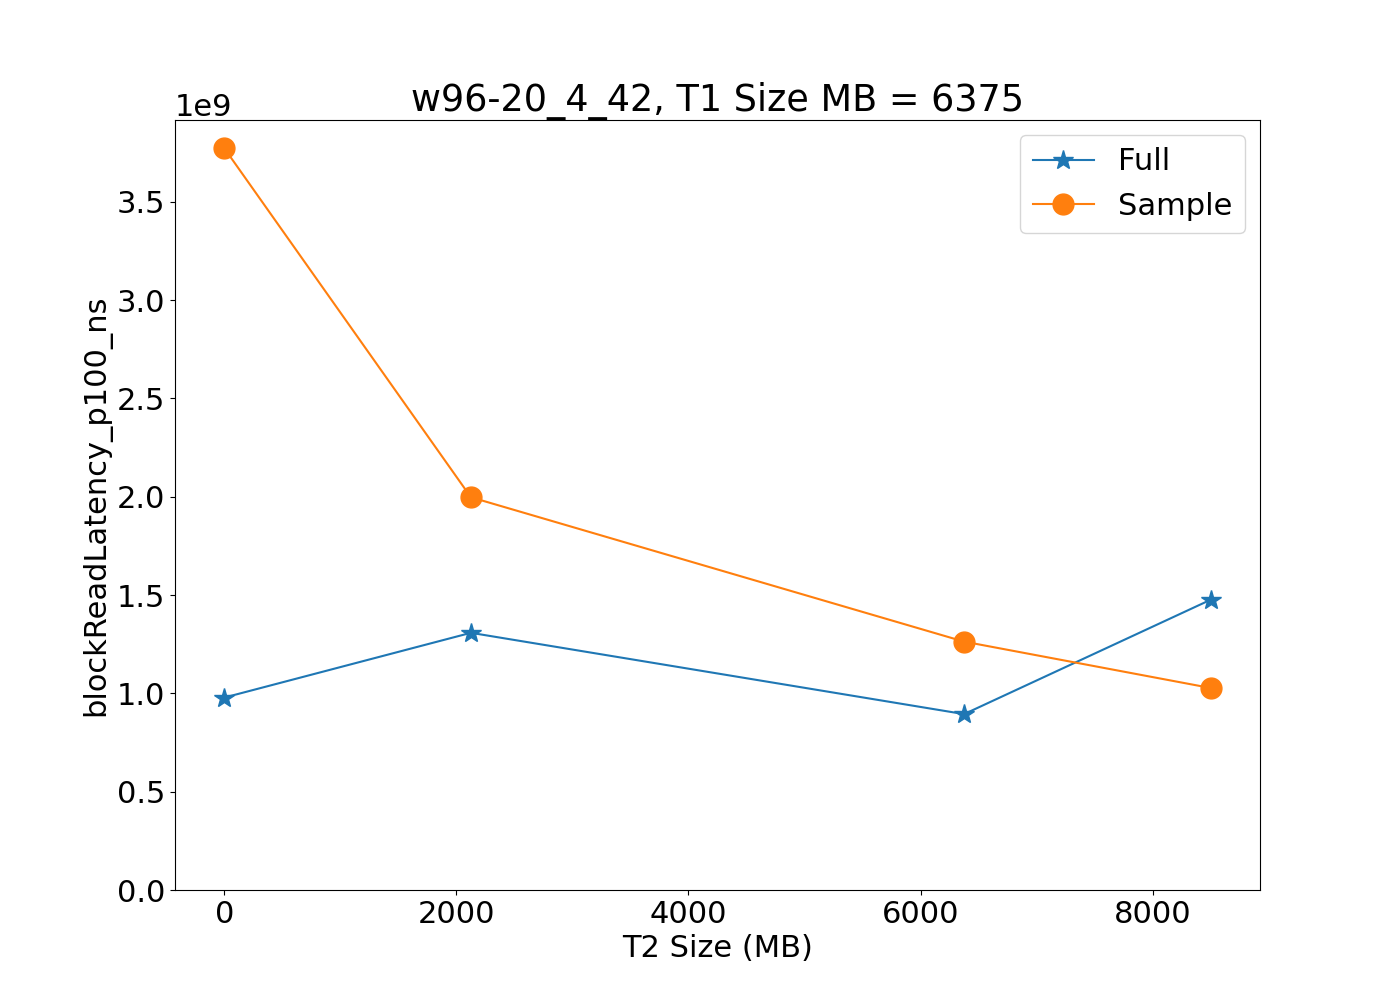 w96-20_4_42, T1 Size MB = 6375
1e9
Full
Sample
3.5
3.0
2.5
2.0
1.5
1.0
0.5
0.0
blockReadLatency_p100_ns
0 2000 4000 6000 8000
T2 Size (MB)